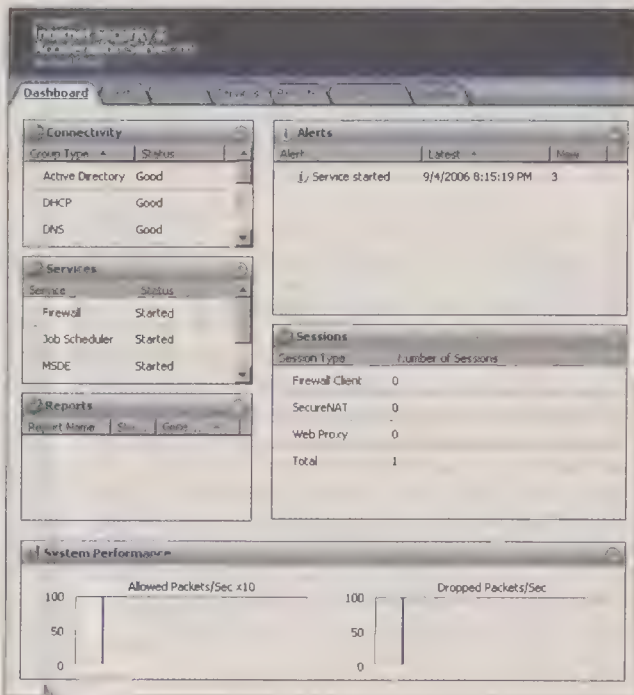 Dashboard
Connectivity
Group Type Status
Active Directory Good
DHCP Good
DNS Good
Services
Service Status
Firewall Started
Job Scheduler Started
MSDE Started
Reports
Report Name
Alerts
Alert Latest New
Service started 9/4/2006 8:15:19 PM 3
Sessions
Session Type Number of Sessions
Firewall Client 0
SecureNAT 0
Web Proxy 0
Total 1
System Performance
Allowed Packets/Sec x10
100
50
0
Dropped Packets/Sec
100
50
0